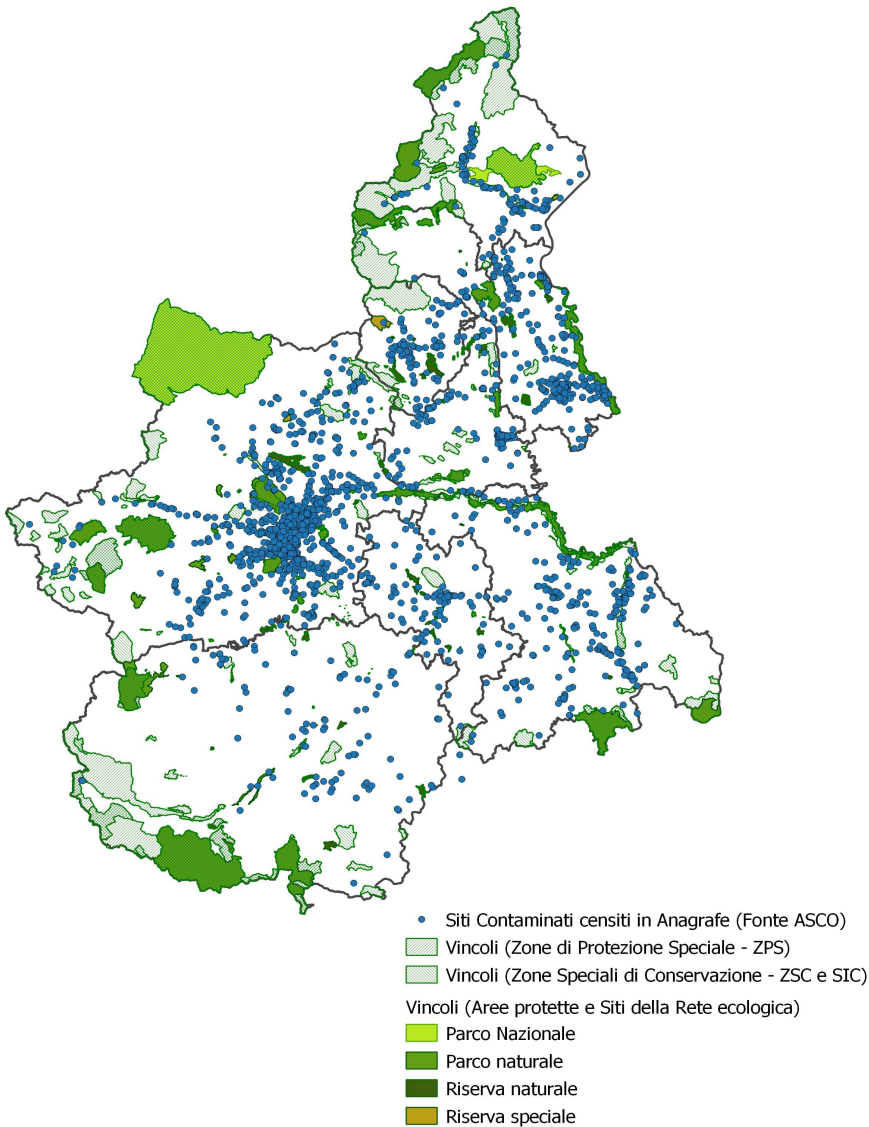 Siti Contaminati censiti in Anagrafe (Fonte ASCO)
Vincoli (Zone di Protezione Speciale - ZPS)
Vincoli (Zone Speciali di Conservazione - ZSC e SIC)
Vincoli (Aree protette e Siti della Rete ecologica)
Parco Nazionale
Parco naturale
Riserva naturale
Riserva speciale